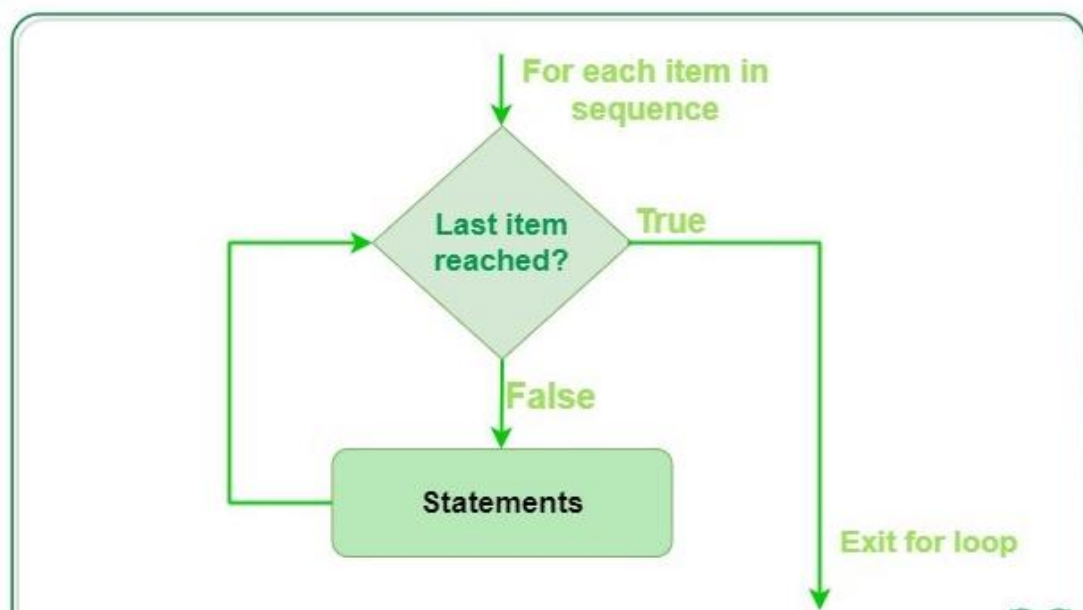 For each item in
sequence
Last item
reached?
True
False
Statements
Exit for loop